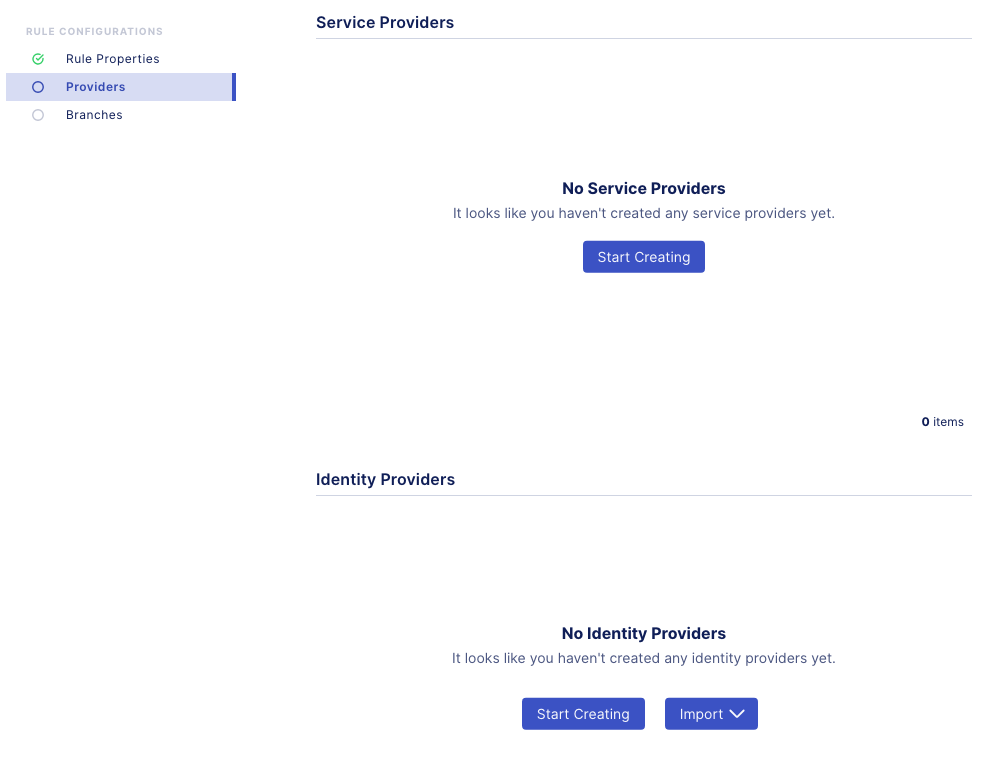 RULE CONFIGURATIONS
Rule Properties
Providers
Branches
Service Providers
No Service Providers
It looks like you haven't created any service providers yet.
Start Creating
0 items
Identity Providers
No Identity Providers
It looks like you haven't created any identity providers yet.
Start Creating
Import